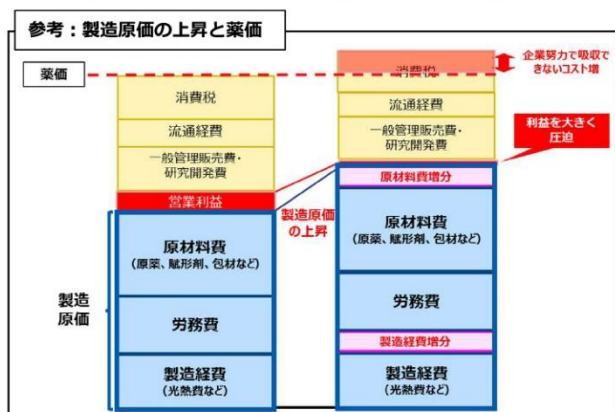 参考：製造原価の上昇と薬価
薬価
消費税
流通経費
一般管理販売費・
研究開発費
営業利益
原材料費
(原薬、賦形剤、包材など)
労務費
製造経費
(光熱費など)
製造
原価
製造原価
の上昇
消費税
流通経費
一般管理販売費・
研究開発費
原材料費増分
原材料費
(原薬、賦形剤、包材など)
労務費
製造経費増分
製造経費
(光熱費など)
企業努力で吸収で
きないコスト増
利益を大きく
圧迫